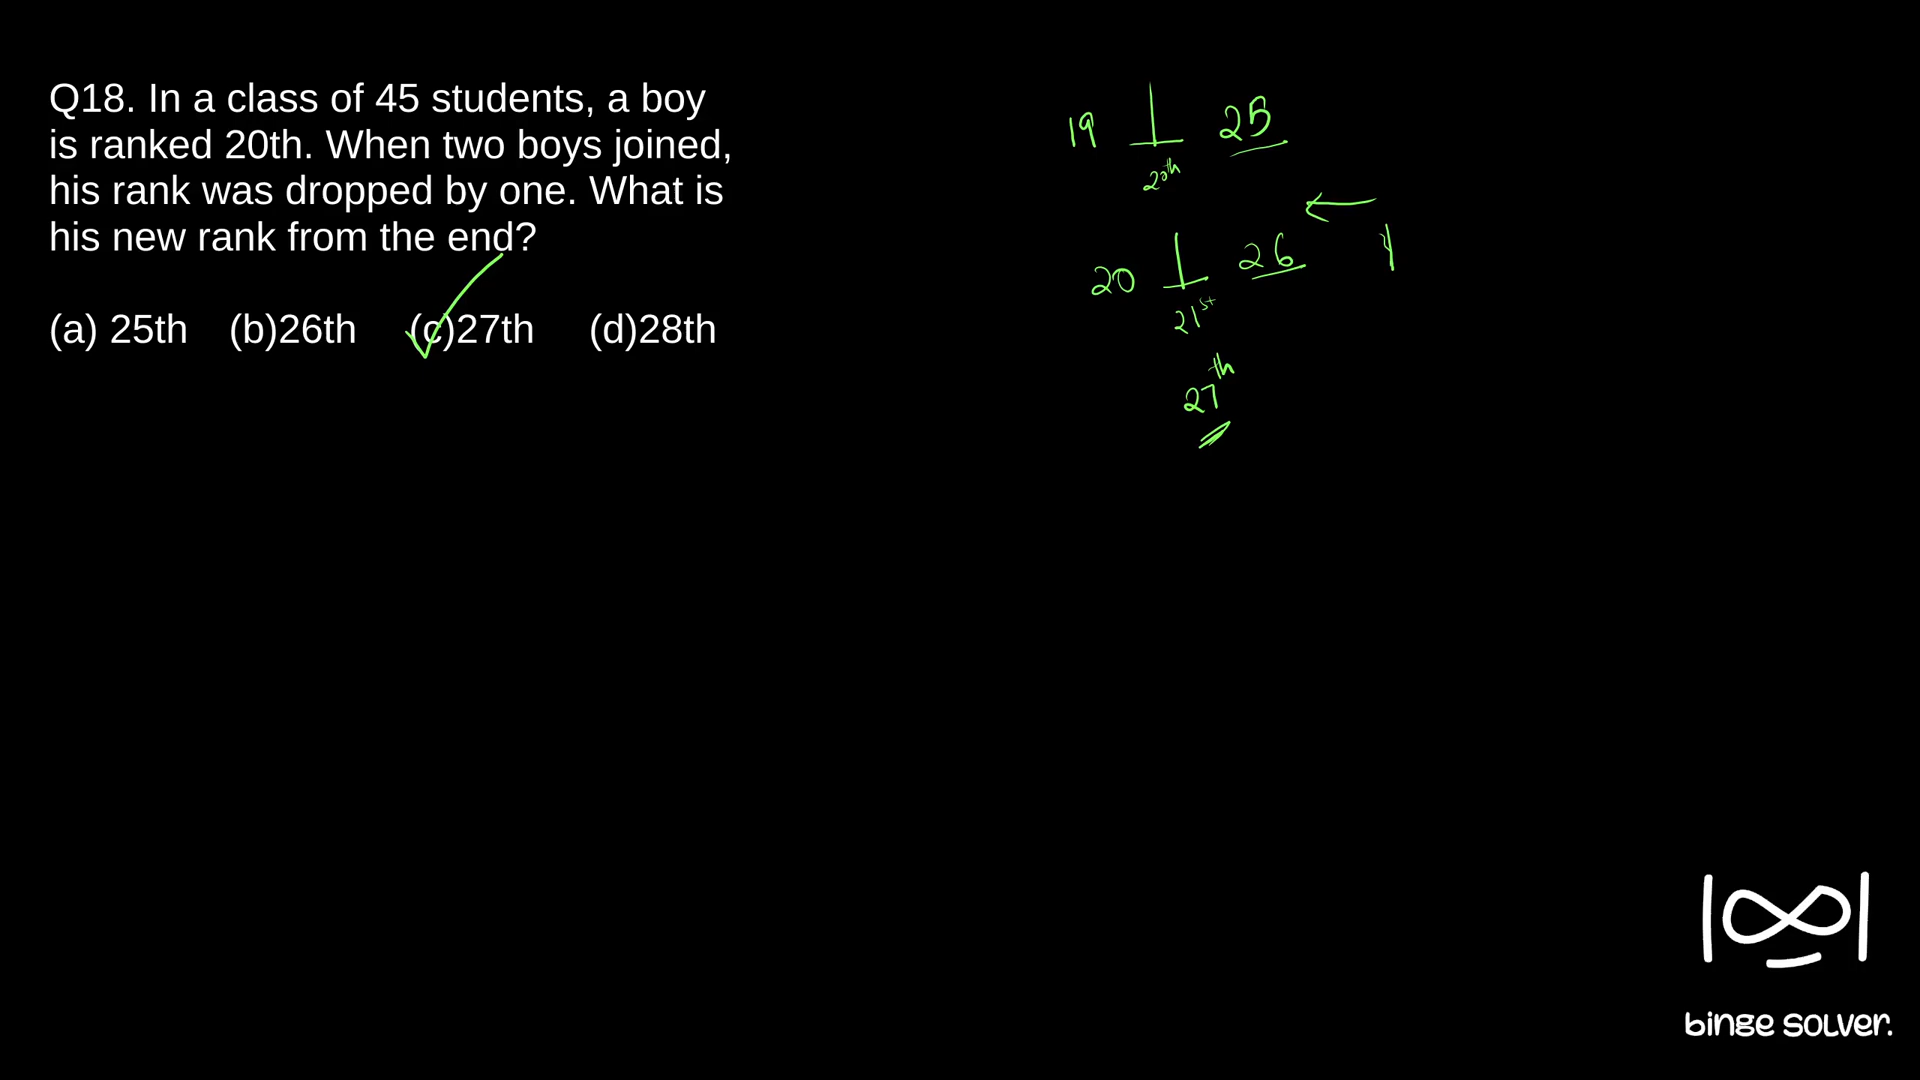 Q18. In a class of 45 students, a boy
is ranked 20th. When two boys joined,
his rank was dropped by one. What is
his new rank from the end?
(a) 25th (b)26th (c)27th (d)28th
19 25
20th
20 26
21st
27th
binge SOLVER.